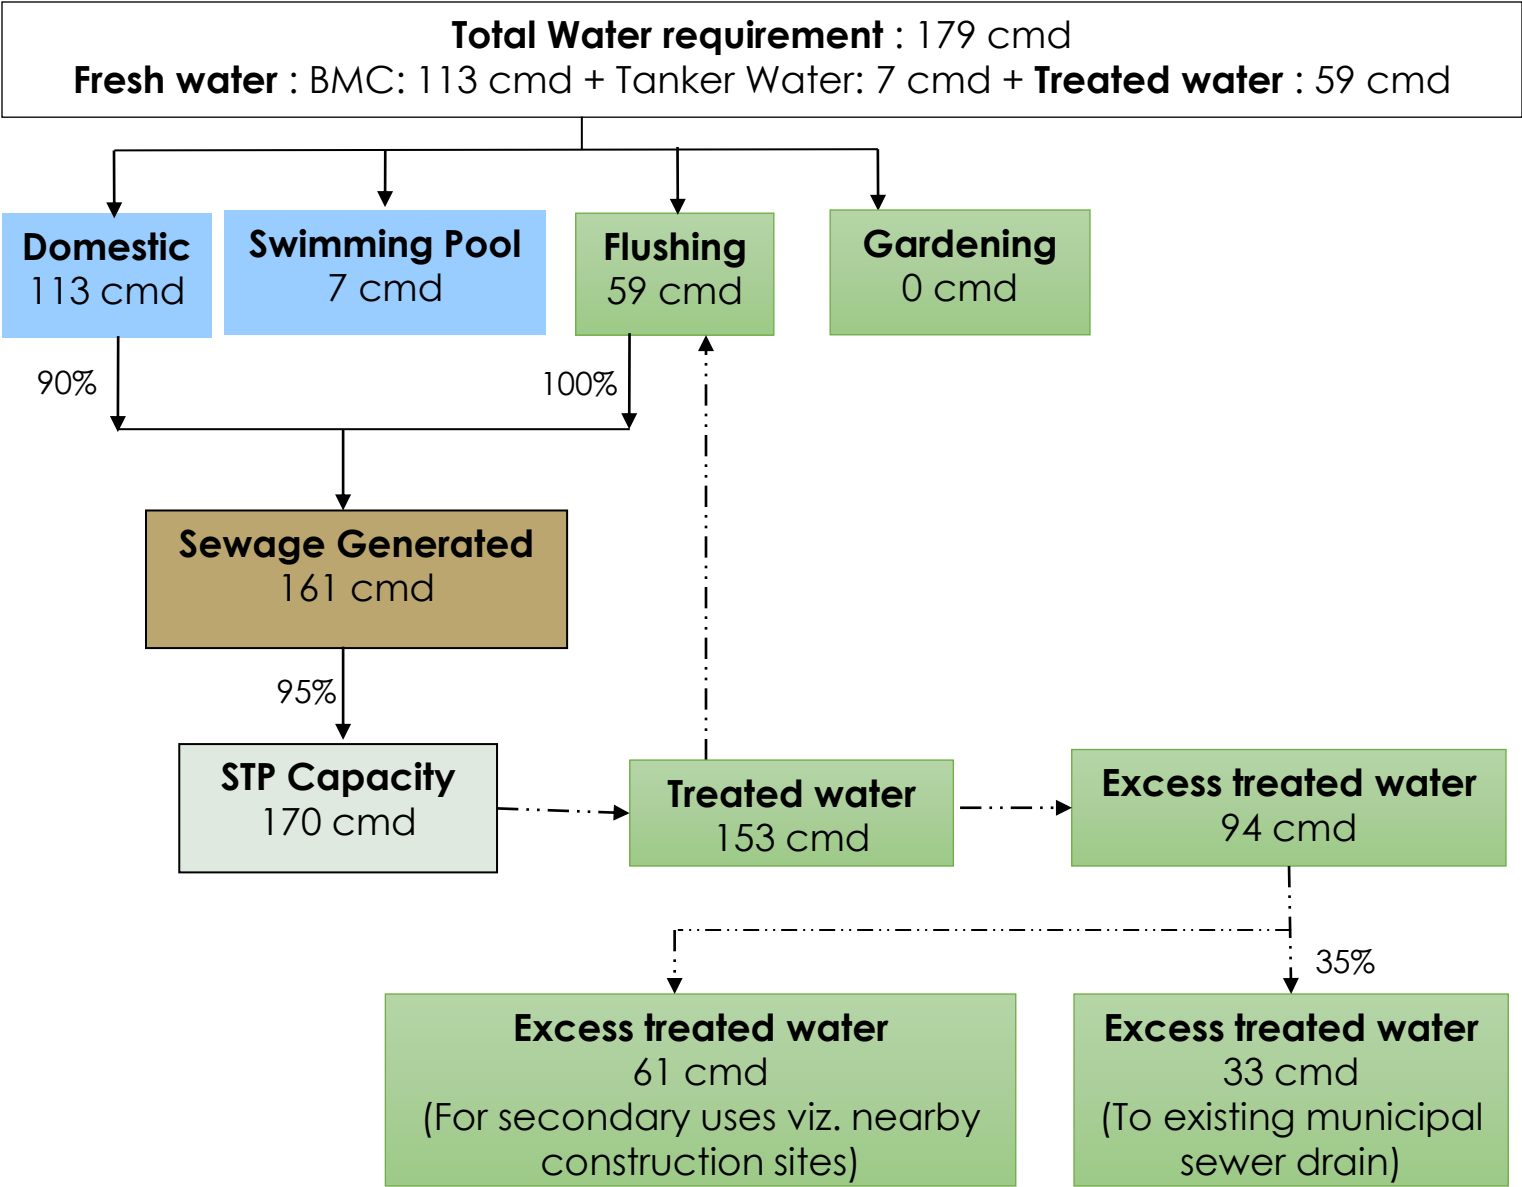 Total Water requirement : 179 cmd
Fresh water : BMC: 113 cmd + Tanker Water: 7 cmd + Treated water : 59 cmd
Domestic
113 cmd
Swimming Pool
7 cmd
Flushing
59 cmd
Gardening
0 cmd
90%
100%
Sewage Generated
161 cmd
95%
STP Capacity
170 cmd
Treated water
153 cmd
Excess treated water
94 cmd
35%
Excess treated water
61 cmd
(For secondary uses viz. nearby
construction sites)
Excess treated water
33 cmd
(To existing municipal
sewer drain)